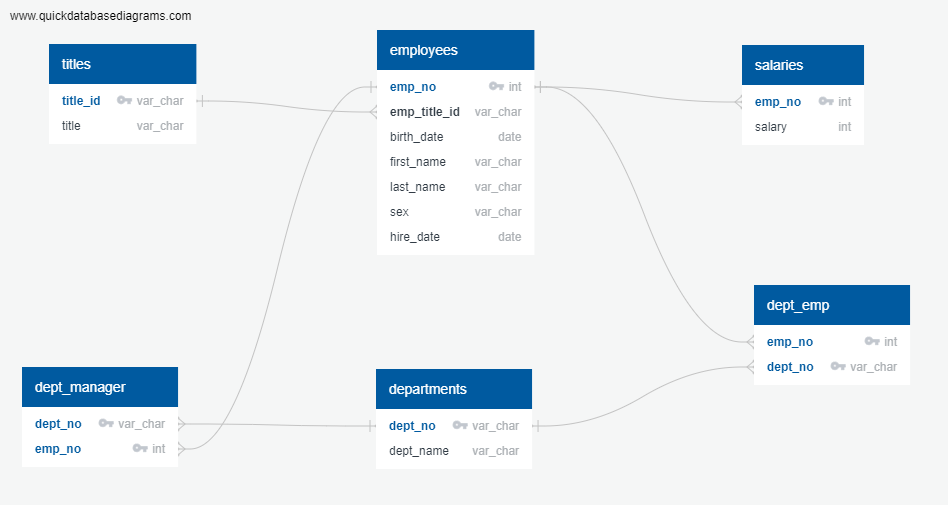 www.quickdatabasediagrams.com
titles
title_id var_char
title var_char
employees
emp_no int
emp_title_id var_char
birth_date date
first_name var_char
last_name var_char
sex var_char
hire_date date
salaries
emp_no int
salary int
dept_emp
emp_no int
dept_no var_char
dept_manager
dept_no var_char
emp_no int
departments
dept_no var_char
dept_name var_char